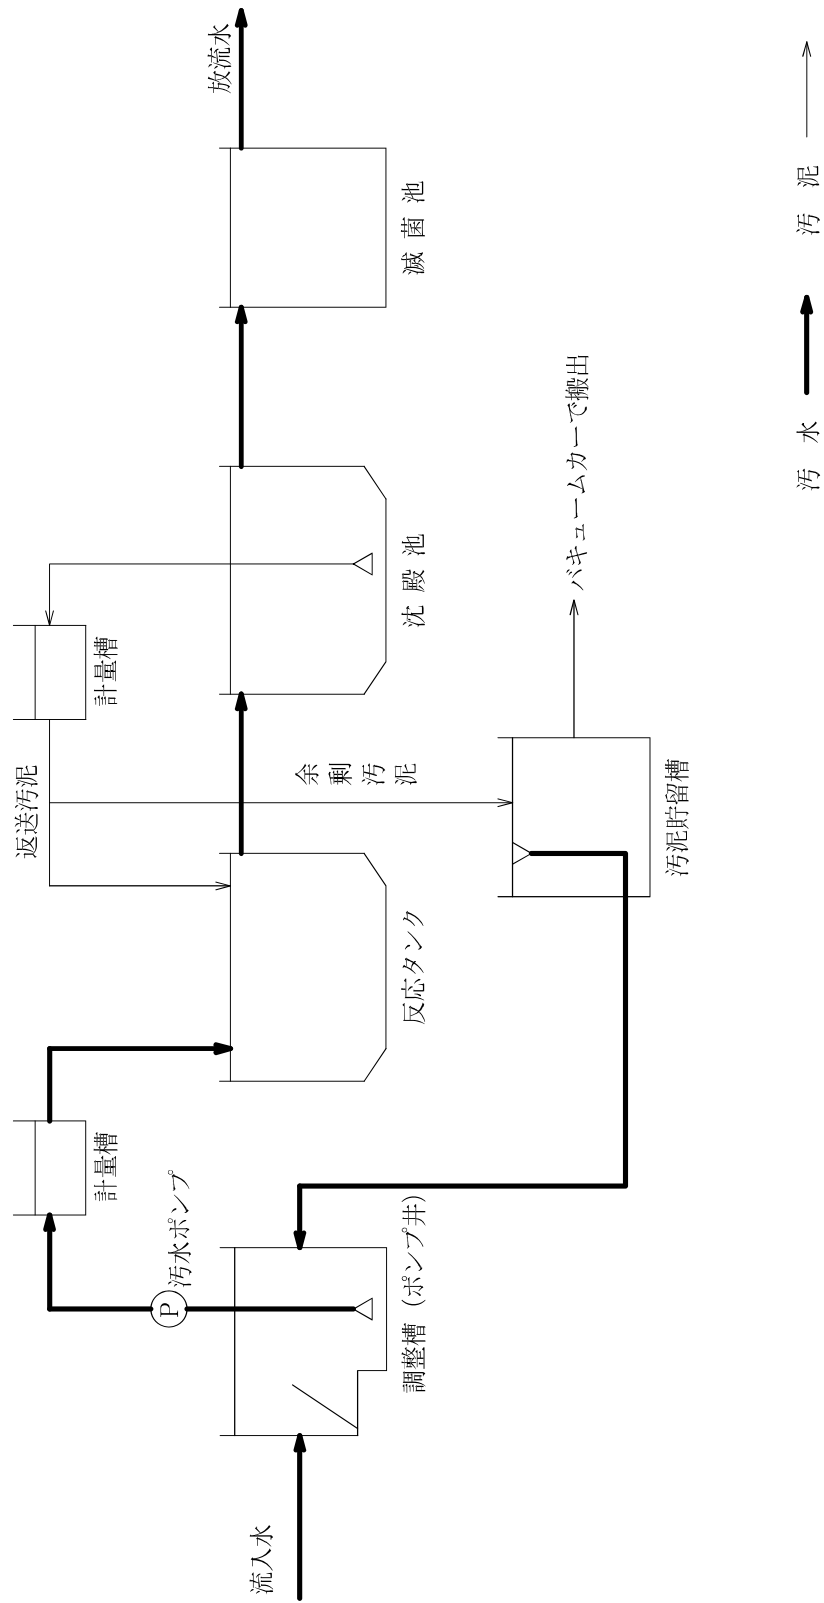 流入水
調整槽（ポンプ井）
P
汚水ポンプ
計量槽
反応タンク
返送汚泥
計量槽
余剰汚泥
沈殿池
滅菌池
放流水
汚泥貯留槽
バキュームカーで搬出
汚水
汚泥